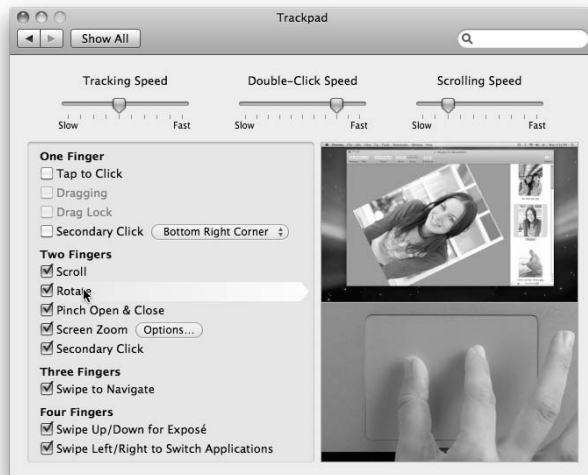 Trackpad
Show All
Tracking Speed
Double-Click Speed
Scrolling Speed
Slow Fast
Slow Fast
Slow Fast
One Finger
Tap to Click
Dragging
Drag Lock
Secondary Click Bottom Right Corner
Two Fingers
Scroll
Rotate
Pinch Open & Close
Screen Zoom Options...
Secondary Click
Three Fingers
Swipe to Navigate
Four Fingers
Swipe Up/Down for Exposé
Swipe Left/Right to Switch Applications